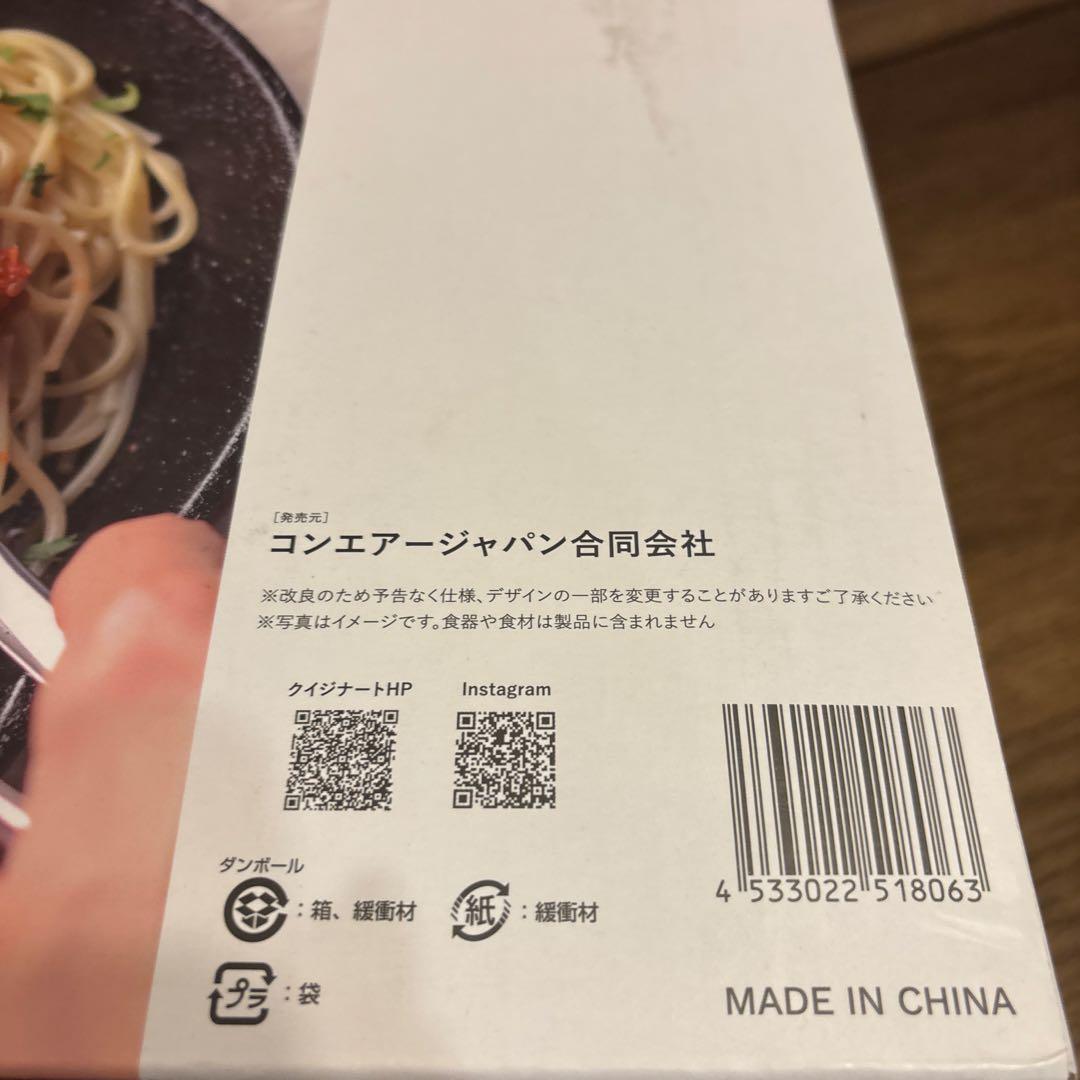 [発売元]
コンエアージャパン合同会社
※改良のため予告なく仕様、デザインの一部を変更することがありますご了承ください
※写真はイメージです。食器や食材は製品に含まれません
クイジナートHP
Instagram
ダンボール
:箱、緩衝材
紙:緩衝材
プラ:袋
4 533022 518063
MADE IN CHINA